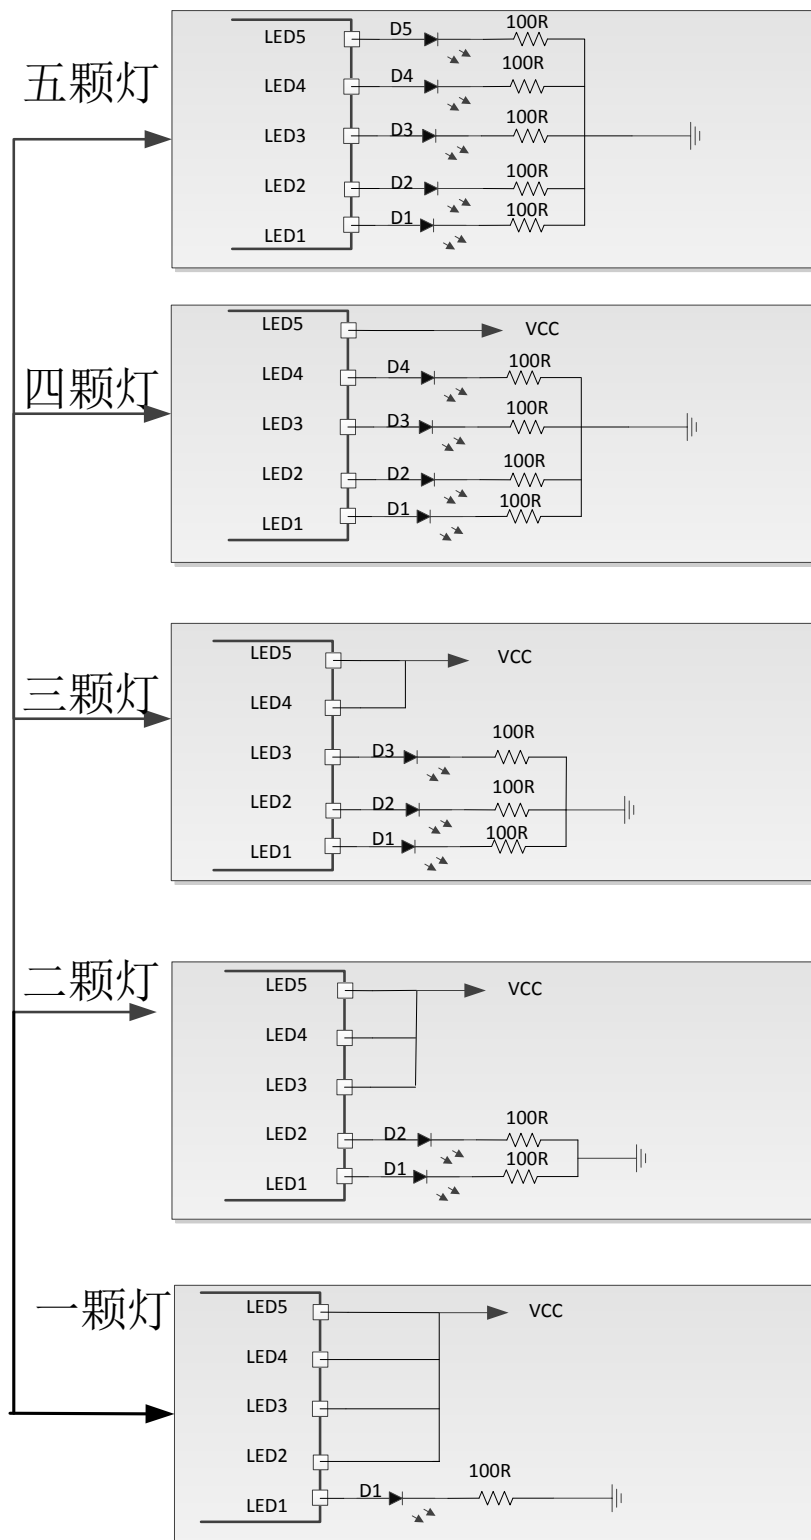 五颗灯
LED5 D5 100R
LED4 D4 100R
LED3 D3 100R
LED2 D2 100R
LED1 D1 100R
四颗灯
LED5 VCC
LED4 D4 100R
LED3 D3 100R
LED2 D2 100R
LED1 D1 100R
三颗灯
LED5 VCC
LED4
LED3 D3 100R
LED2 D2 100R
LED1 D1 100R
二颗灯
LED5 VCC
LED4
LED3
LED2 D2 100R
LED1 D1 100R
一颗灯
LED5 VCC
LED4
LED3
LED2
LED1 D1 100R